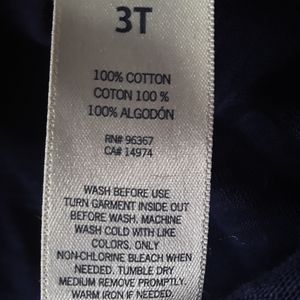 3T
100% COTTON
COTON 100 %
100% ALGODÓN
RN# 96367
CA# 14974
WASH BEFORE USE
TURN GARMENT INSIDE OUT
BEFORE WASH. MACHINE
WASH COLD WITH LIKE
COLORS. ONLY
NON-CHLORINE BLEACH WHEN
NEEDED. TUMBLE DRY
MEDIUM REMOVE PROMPTLY.
WARM IRON IF NEEDED